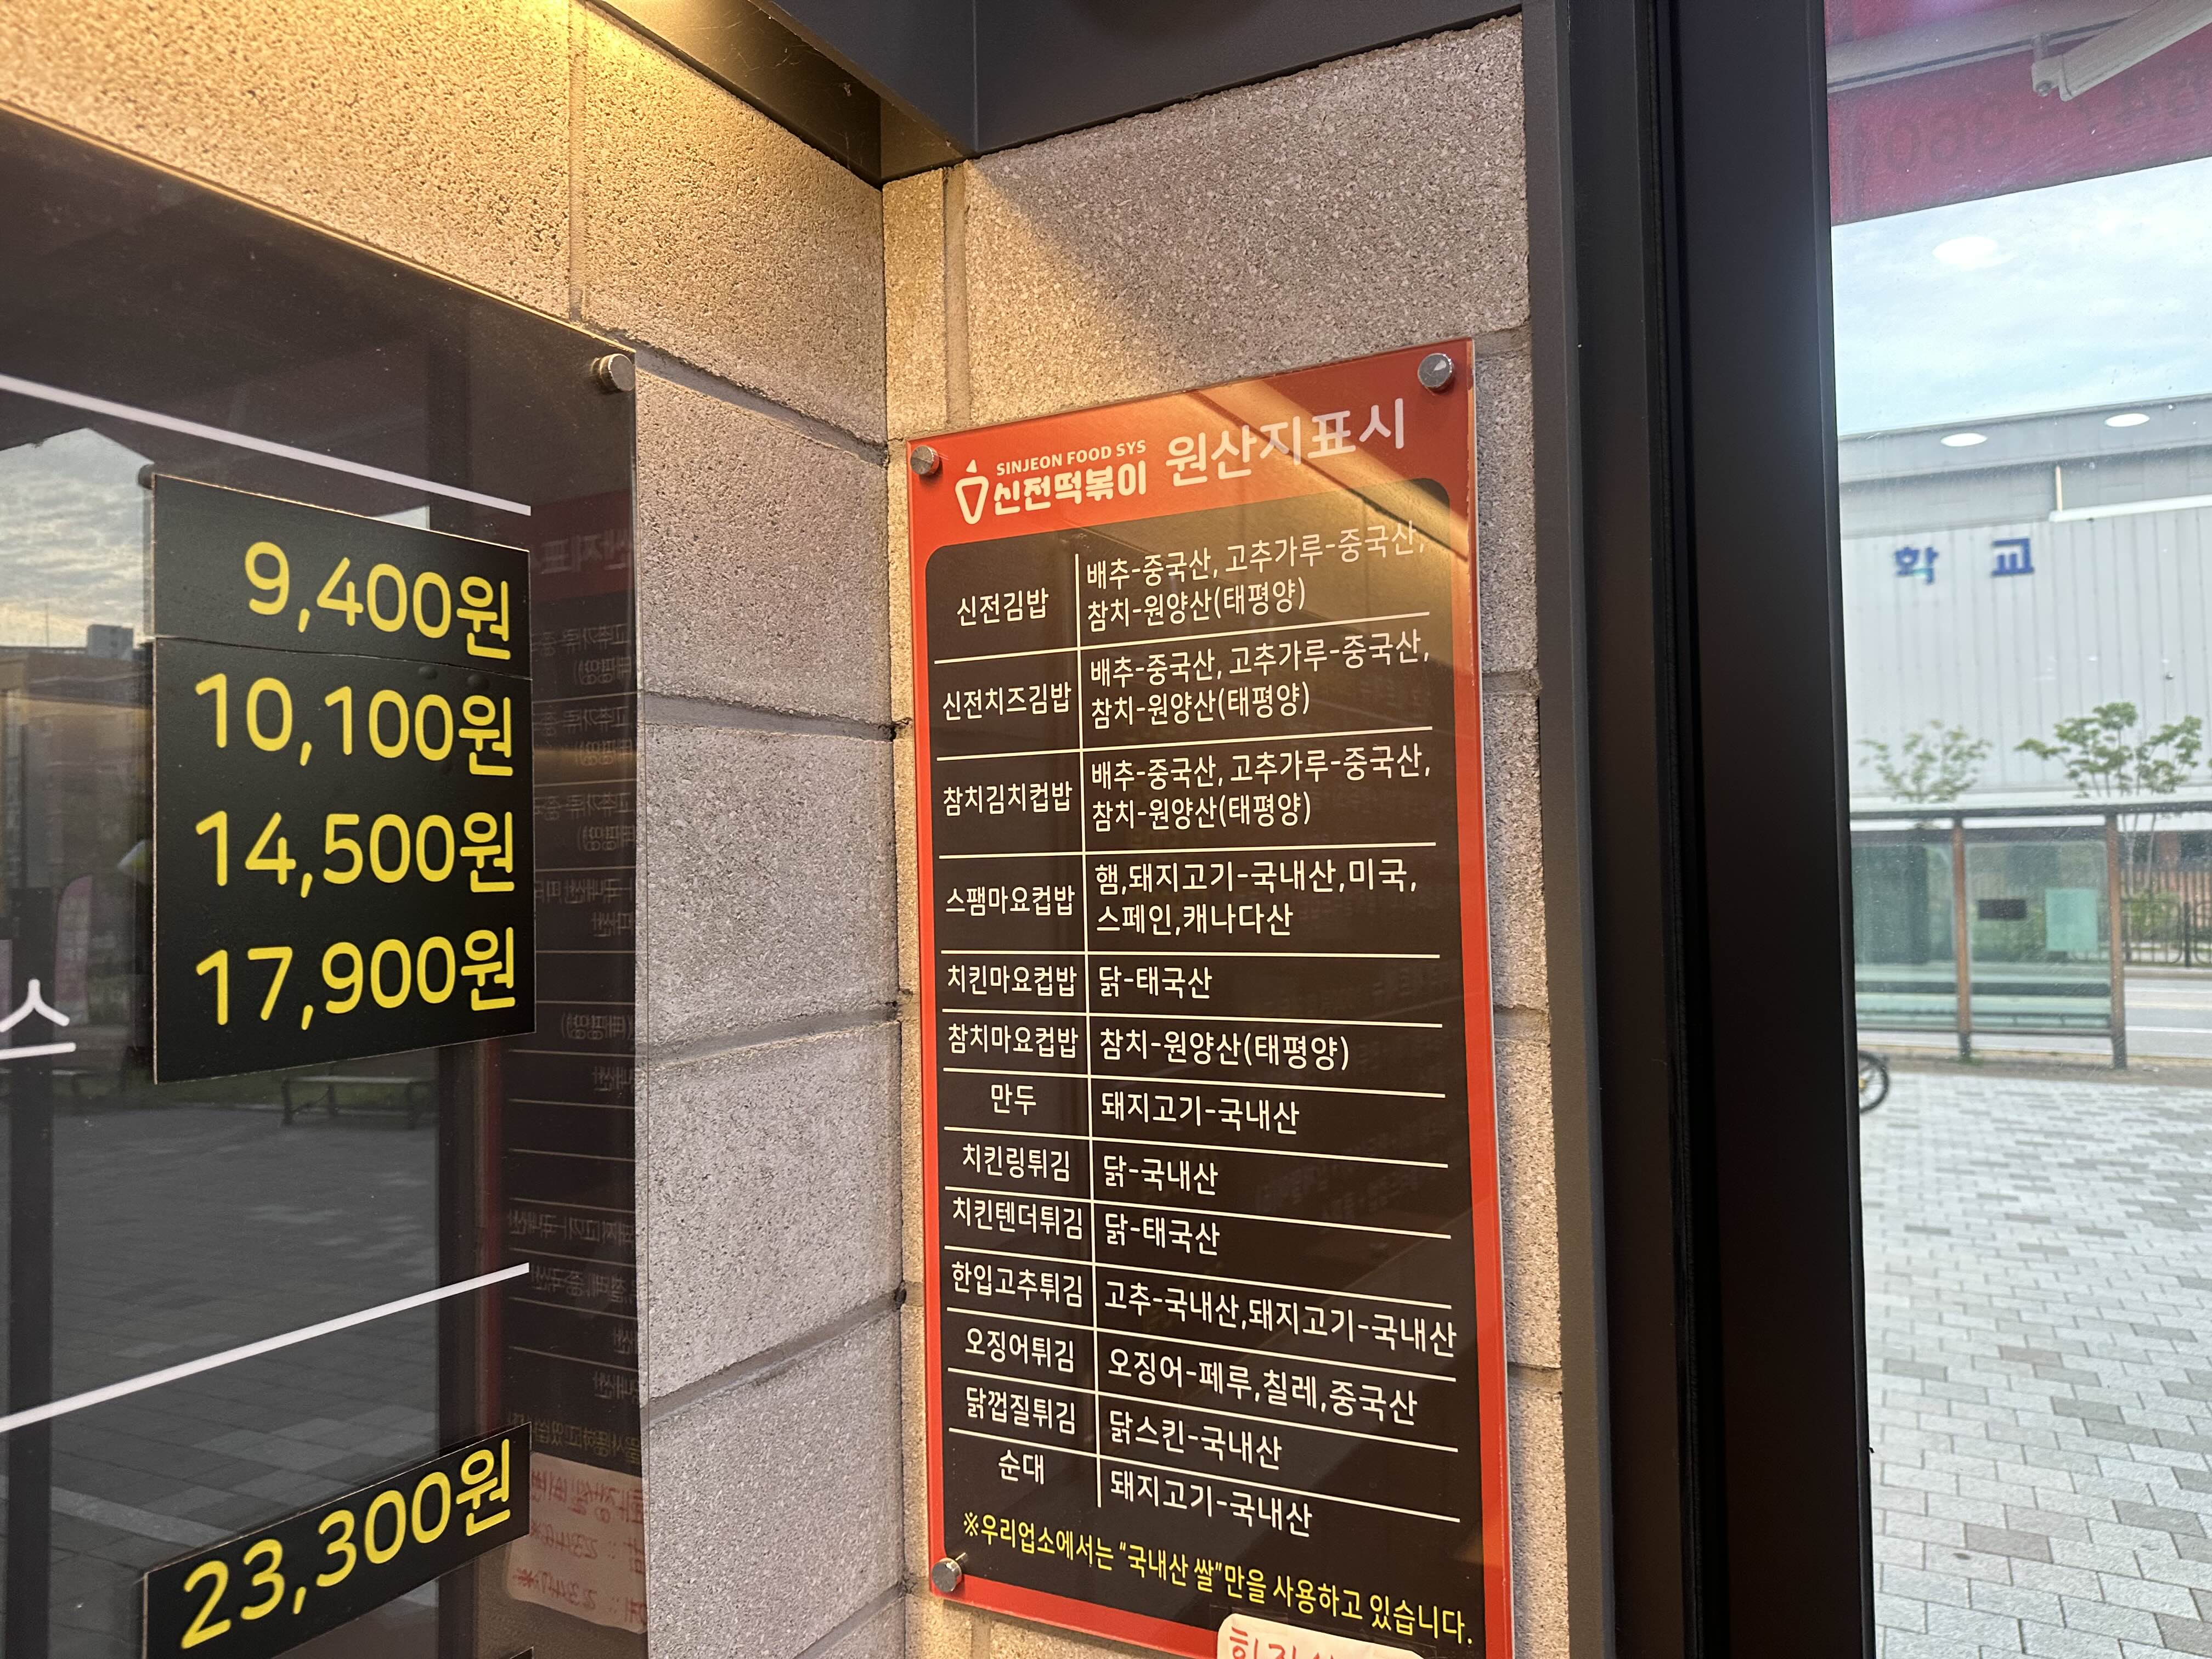 9,400원
10,100원
14,500원
17,900원
스
23,300원
SINJEON FOOD SYS
신전떡볶이 원산지표시
신전김밥 배추-중국산, 고추가루-중국산,
참치-원양산(태평양)
신전치즈김밥 배추-중국산, 고추가루-중국산,
참치-원양산(태평양)
참치김치컵밥 배추-중국산, 고추가루-중국산,
참치-원양산(태평양)
스팸마요컵밥 햄,돼지고기-국내산,미국,
스페인,캐나다산
치킨마요컵밥 닭-태국산
참치마요컵밥 참치-원양산(태평양)
만두 돼지고기-국내산
치킨링튀김 닭-국내산
치킨텐더튀김 닭-태국산
한입고추튀김 고추-국내산,돼지고기-국내산
오징어튀김 오징어-페루,칠레,중국산
닭껍질튀김 닭스킨-국내산
순대 돼지고기-국내산
※우리업소에서는 "국내산 쌀"만을 사용하고 있습니다.
학 교